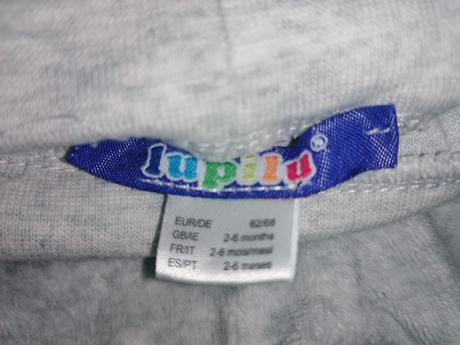 lupilu®
EUR/DE 62/68
GB/IE 2-6 months
FR/IT 2-6 mois/mesi
ES/PT 2-6 meses